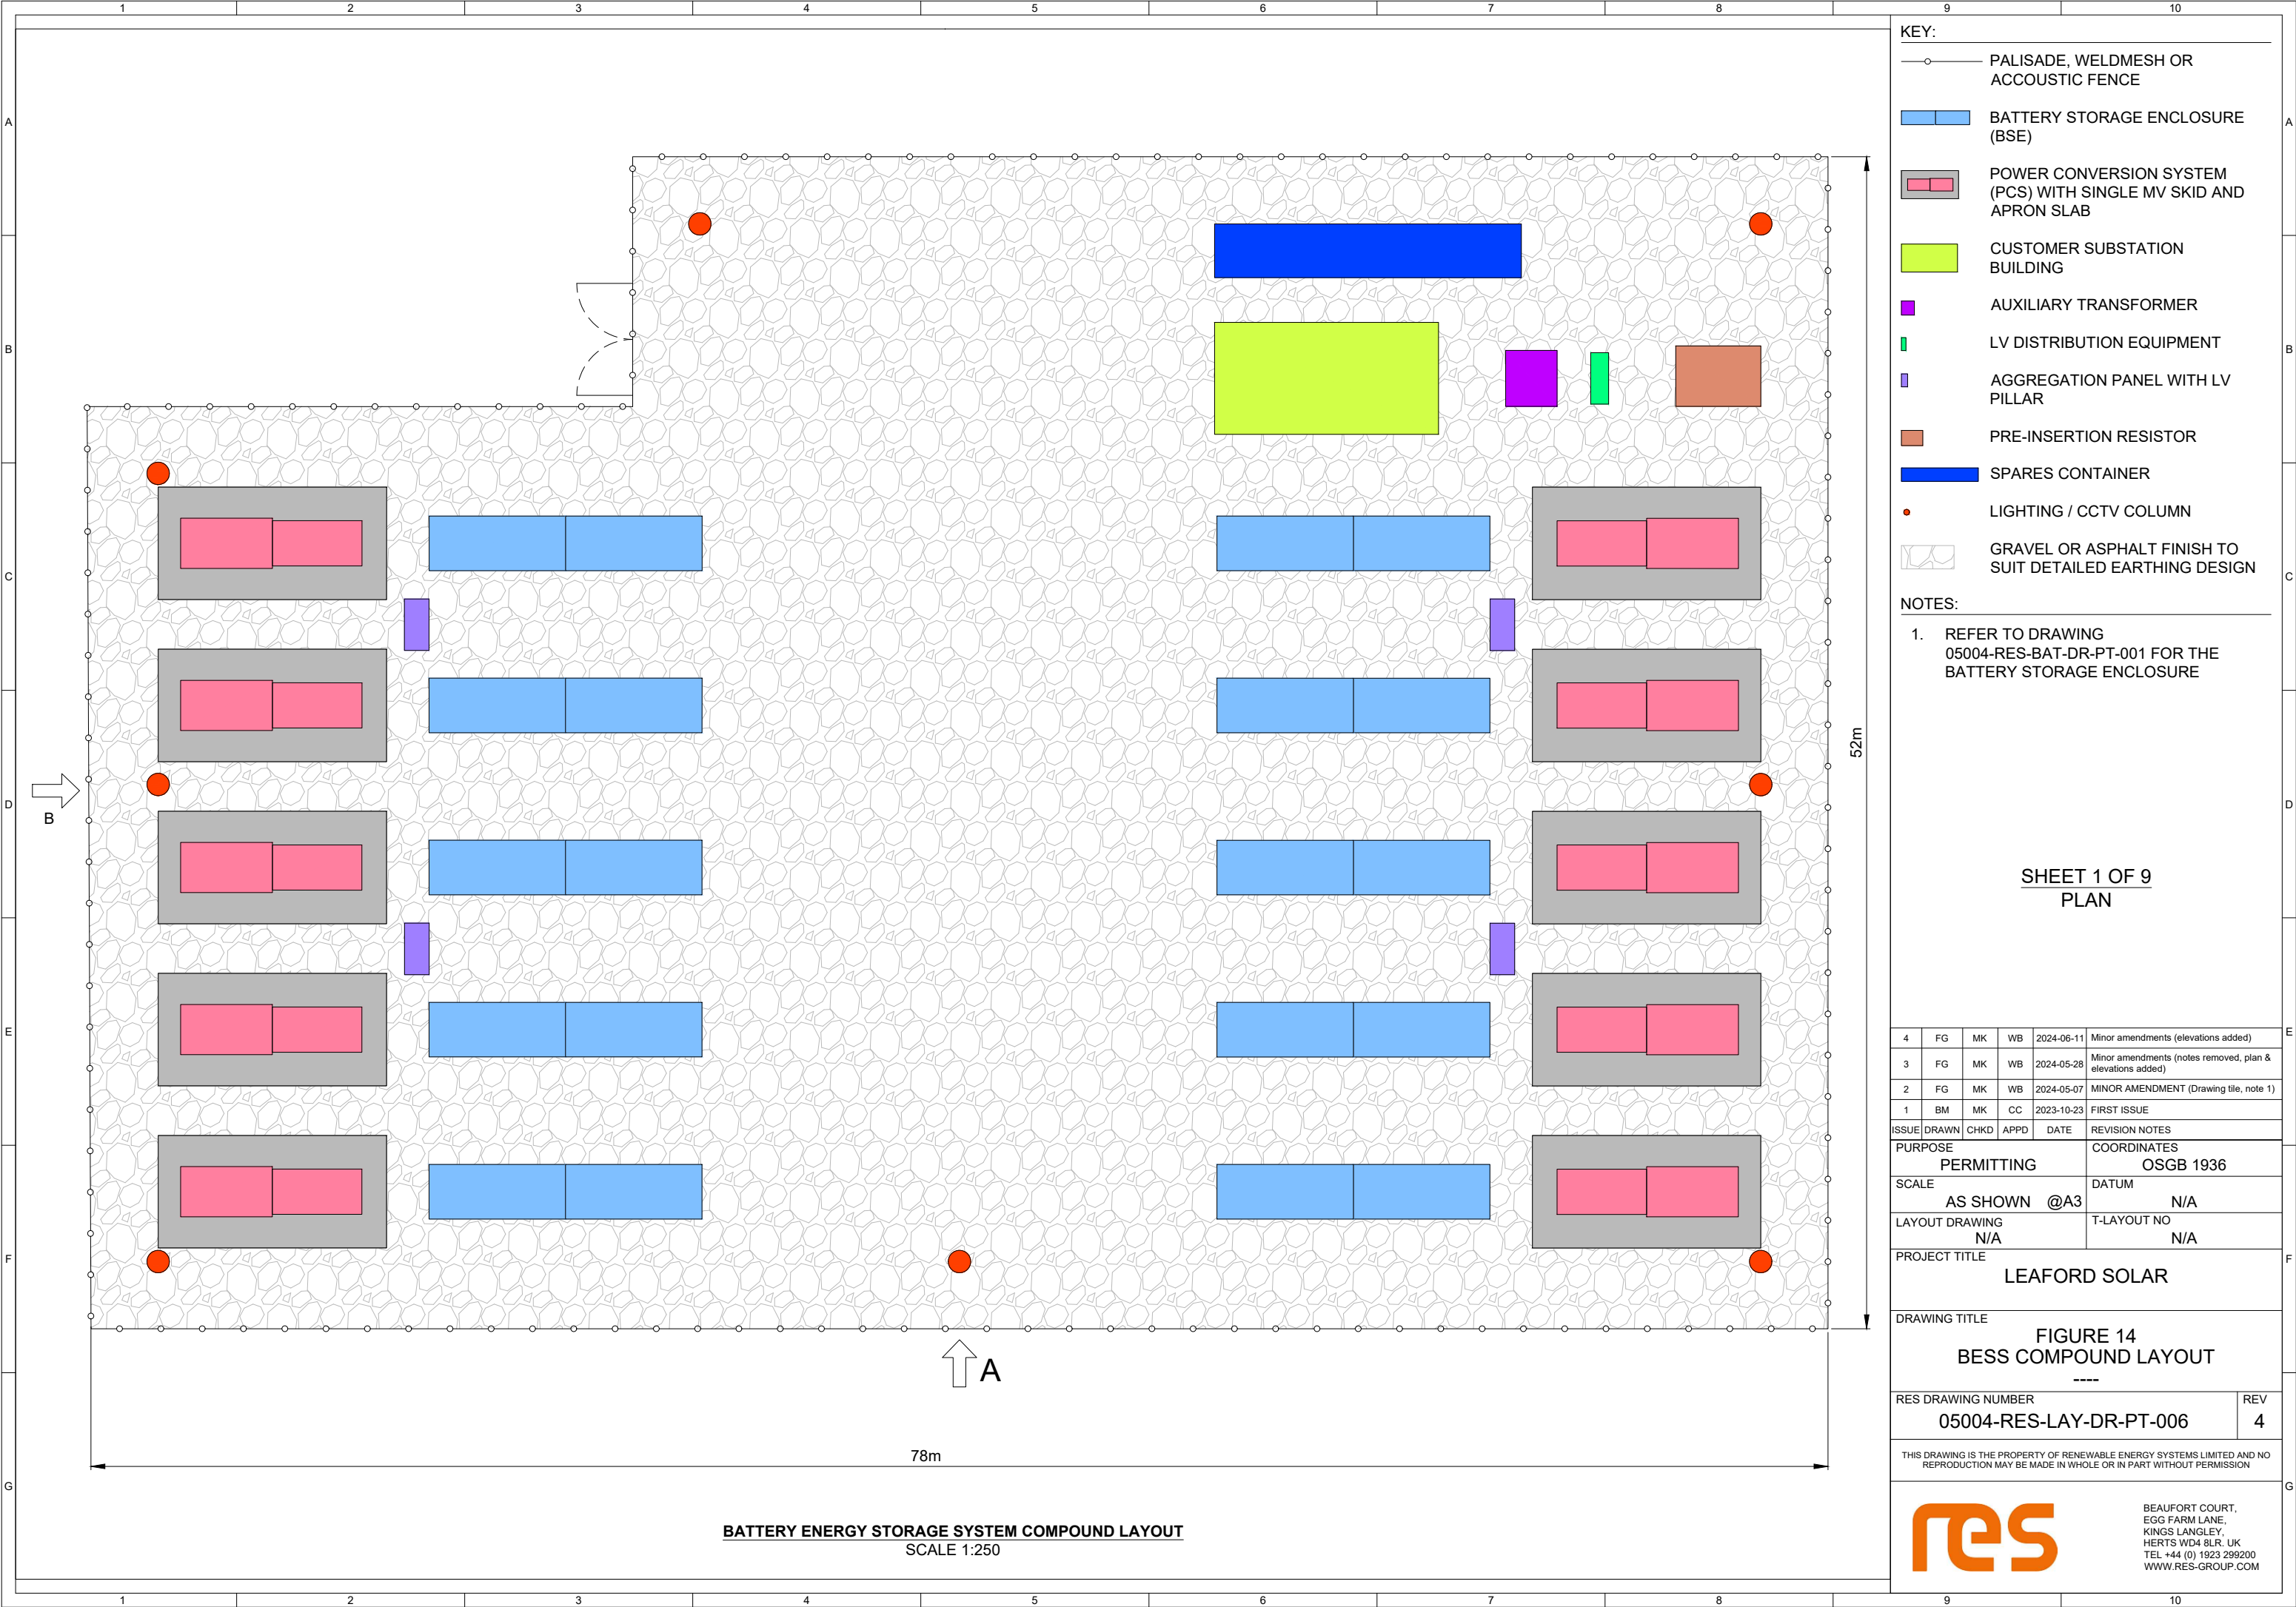 1 2 3 4 5 6 7 8 9 10
A
B
C
D
E
F
G
A
B
C
D
E
F
G
B
52m
A
78m
BATTERY ENERGY STORAGE SYSTEM COMPOUND LAYOUT
SCALE 1:250
KEY:
PALISADE, WELDMESH OR
ACCOUSTIC FENCE
BATTERY STORAGE ENCLOSURE
(BSE)
POWER CONVERSION SYSTEM
(PCS) WITH SINGLE MV SKID AND
APRON SLAB
CUSTOMER SUBSTATION
BUILDING
AUXILIARY TRANSFORMER
LV DISTRIBUTION EQUIPMENT
AGGREGATION PANEL WITH LV
PILLAR
PRE-INSERTION RESISTOR
SPARES CONTAINER
LIGHTING / CCTV COLUMN
GRAVEL OR ASPHALT FINISH TO
SUIT DETAILED EARTHING DESIGN
NOTES:
1. REFER TO DRAWING
05004-RES-BAT-DR-PT-001 FOR THE
BATTERY STORAGE ENCLOSURE
SHEET 1 OF 9
PLAN
4 FG MK WB 2024-06-11 Minor amendments (elevations added)
3 FG MK WB 2024-05-28 Minor amendments (notes removed, plan &
elevations added)
2 FG MK WB 2024-05-07 MINOR AMENDMENT (Drawing tile, note 1)
1 BM MK CC 2023-10-23 FIRST ISSUE
ISSUE DRAWN CHKD APPD DATE REVISION NOTES
PURPOSE COORDINATES
PERMITTING OSGB 1936
SCALE DATUM
AS SHOWN @A3 N/A
LAYOUT DRAWING T-LAYOUT NO
N/A N/A
PROJECT TITLE
LEAFORD SOLAR
DRAWING TITLE
FIGURE 14
BESS COMPOUND LAYOUT
----
RES DRAWING NUMBER REV
05004-RES-LAY-DR-PT-006 4
THIS DRAWING IS THE PROPERTY OF RENEWABLE ENERGY SYSTEMS LIMITED AND NO
REPRODUCTION MAY BE MADE IN WHOLE OR IN PART WITHOUT PERMISSION
res
BEAUFORT COURT,
EGG FARM LANE,
KINGS LANGLEY,
HERTS WD4 8LR. UK
TEL +44 (0) 1923 299200
WWW.RES-GROUP.COM
1 2 3 4 5 6 7 8 9 10